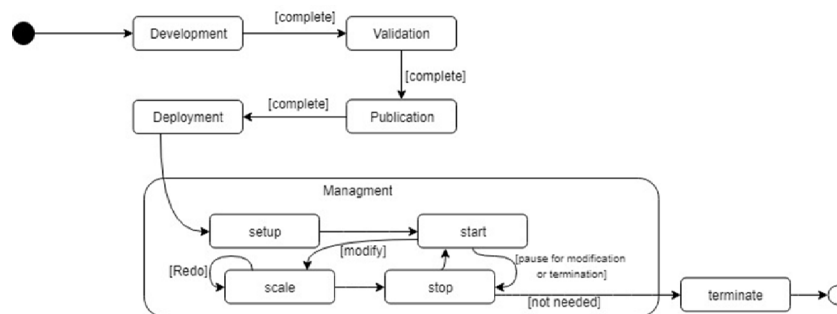 [complete]
Development
Validation
[complete]
[complete]
Deployment
Publication
Managment
setup
start
[modify]
[pause for modification
or termination]
[Redo]
scale
stop
terminate
[not needed]